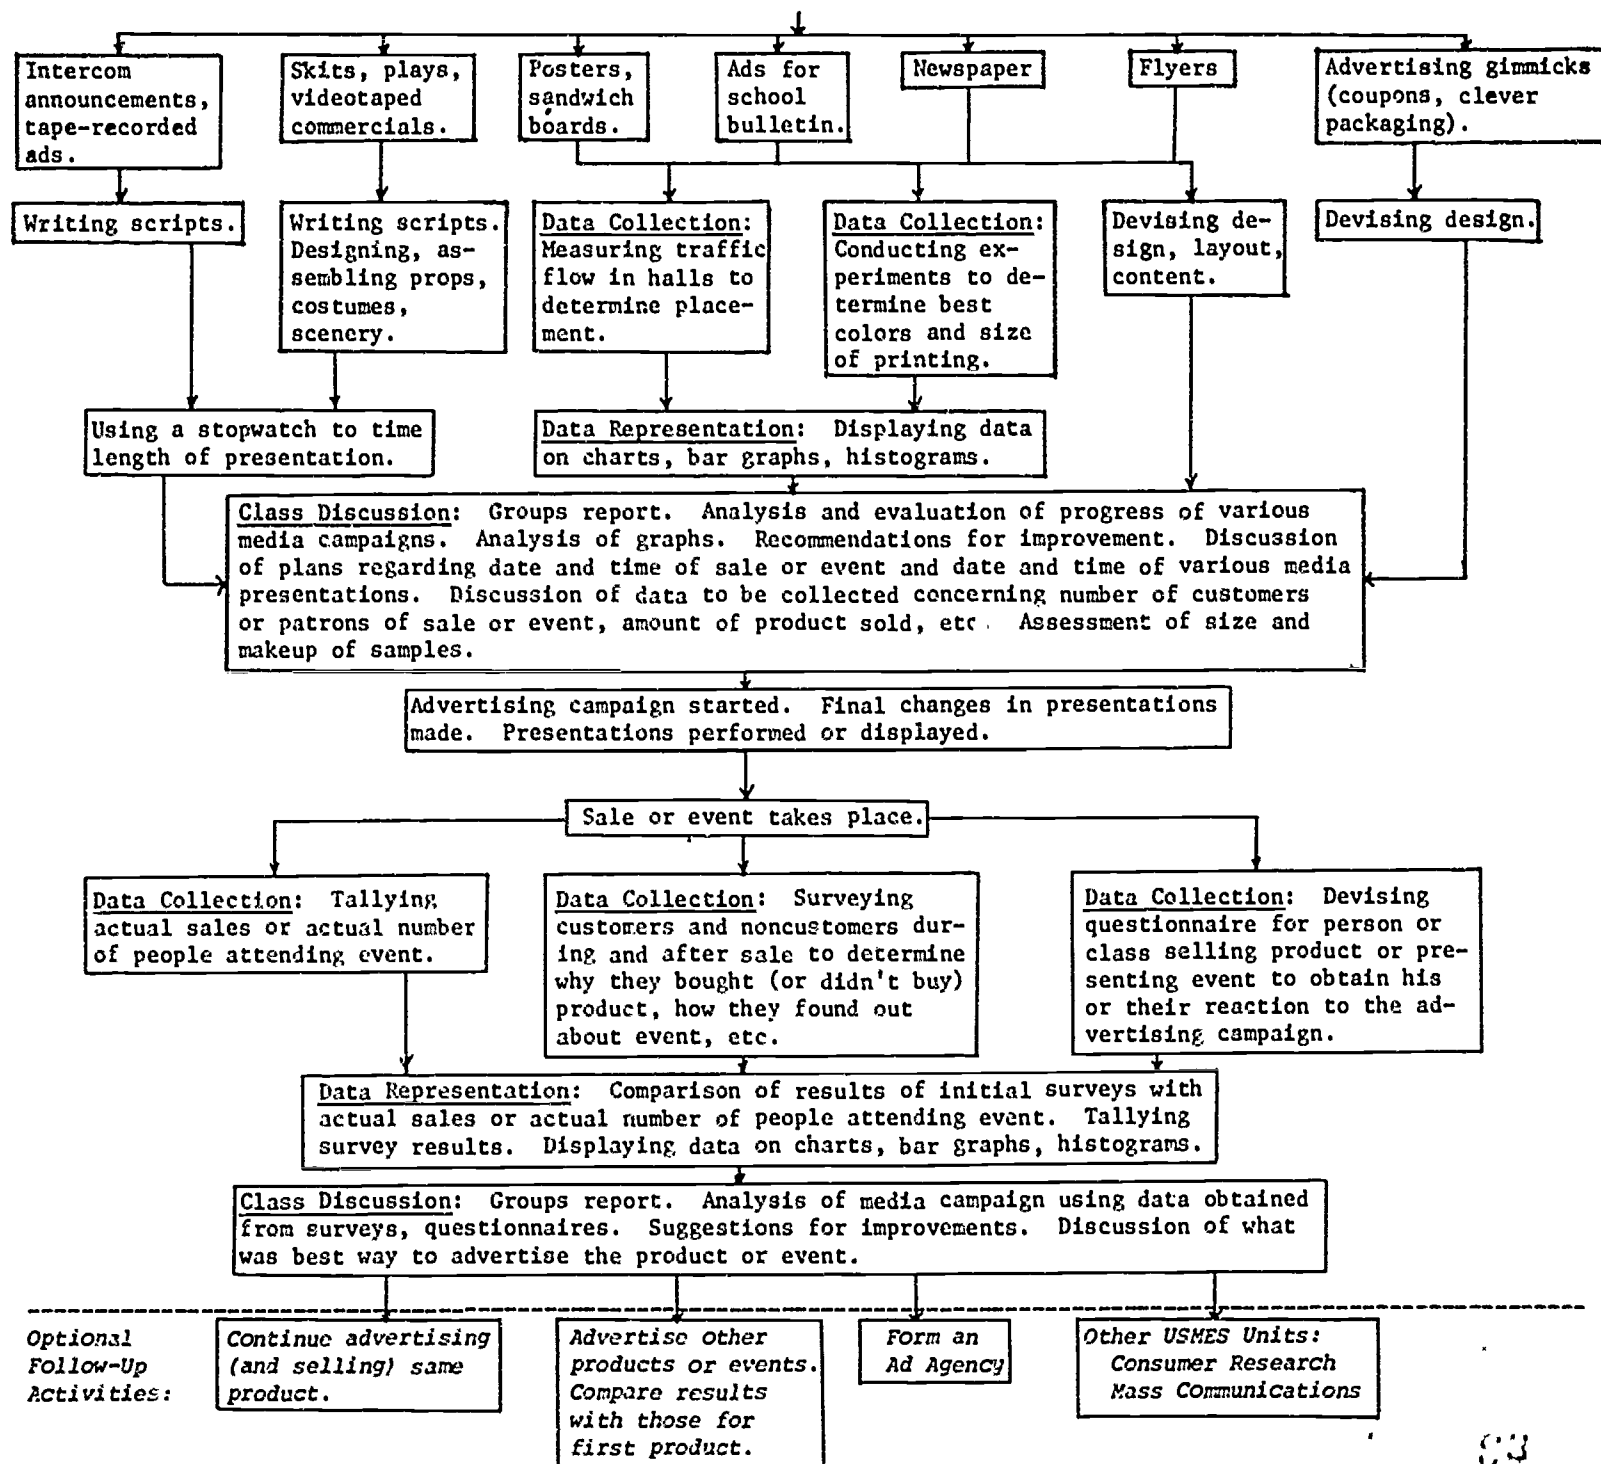 Intercom
announcements,
tape-recorded
ads.
Skits, plays,
videotaped
commercials.
Posters,
sandwich
boards.
Ads for
school
bulletin.
Newspaper
Flyers
Advertising gimmicks
(coupons, clever
packaging).
Writing scripts.
Writing scripts.
Designing, as-
sembling props,
costumes,
scenery.
Data Collection:
Measuring traffic
flow in halls to
determine place-
ment.
Data Collection:
Conducting ex-
periments to de-
termine best
colors and size
of printing.
Devising de-
sign, layout,
content.
Devising design.
Using a stopwatch to time
length of presentation.
Data Representation: Displaying data
on charts, bar graphs, histograms.
Class Discussion: Groups report. Analysis and evaluation of progress of various
media campaigns. Analysis of graphs. Recommendations for improvement. Discussion
of plans regarding date and time of sale or event and date and time of various media
presentations. Discussion of data to be collected concerning number of customers
or patrons of sale or event, amount of product sold, etc. Assessment of size and
makeup of samples.
Advertising campaign started. Final changes in presentations
made. Presentations performed or displayed.
Sale or event takes place.
Data Collection: Tallying
actual sales or actual number
of people attending event.
Data Collection: Surveying
customers and noncustomers dur-
ing and after sale to determine
why they bought (or didn't buy)
product, how they found out
about event, etc.
Data Collection: Devising
questionnaire for person or
class selling product or pre-
senting event to obtain his
or their reaction to the ad-
vertising campaign.
Data Representation: Comparison of results of initial surveys with
actual sales or actual number of people attending event. Tallying
survey results. Displaying data on charts, bar graphs, histograms.
Class Discussion: Groups report. Analysis of media campaign using data obtained
from surveys, questionnaires. Suggestions for improvements. Discussion of what
was best way to advertise the product or event.
Optional
Follow-Up
Activities:
Continue advertising
(and selling) same
product.
Advertise other
products or events.
Compare results
with those for
first product.
Form an
Ad Agency
Other USMES Units:
Consumer Research
Mass Communications